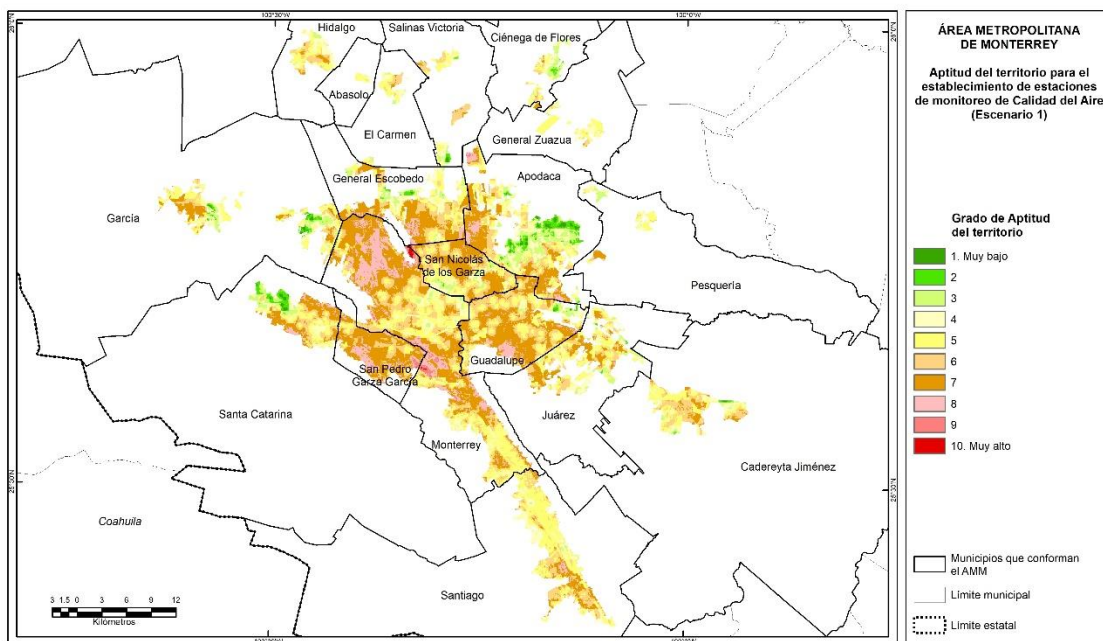 ÁREA METROPOLITANA
DE MONTERREY
Aptitud del territorio para el
establecimiento de estaciones
de monitoreo de Calidad del Aire
(Escenario 1)
Grado de Aptitud
del territorio
1. Muy bajo
2
3
4
5
6
7
8
9
10. Muy alto
Municipios que conforman
el AMM
Límite municipal
Límite estatal
Hidalgo
Salinas Victoria
Ciénega de Flores
Abasolo
El Carmen
General Zuazua
General Escobedo
Apodaca
García
San Nicolás
de los Garza
Pesquería
Guadalupe
San Pedro
Garza García
Santa Catarina
Juárez
Monterrey
Cadereyta Jiménez
Coahuila
Santiago
3 1.5 0 3 6 9 12
Kilómetros